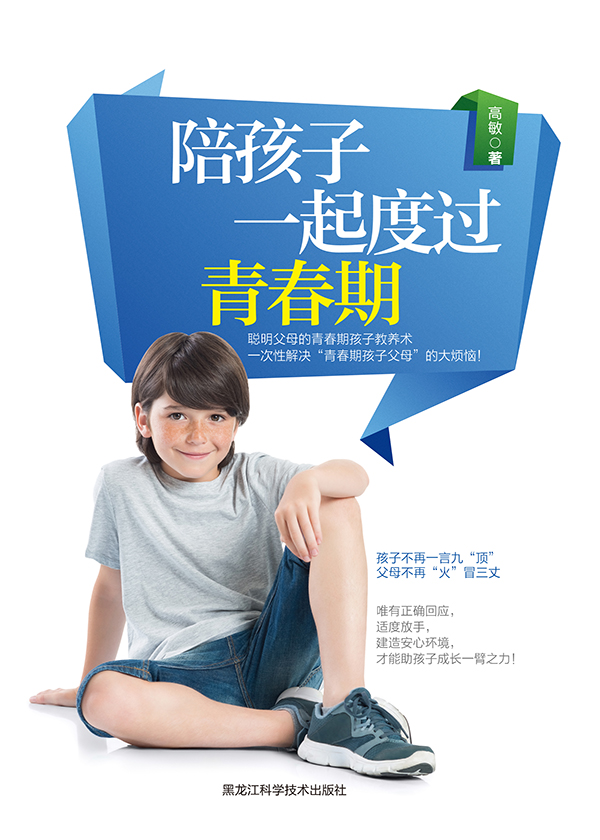 陪孩子
一起度过
青春期
高敏○著
聪明父母的青春期孩子教养术
一次性解决“青春期孩子父母”的大烦恼！
孩子不再一言九“顶”
父母不再“火”冒三丈
唯有正确回应，
适度放手，
建造安心环境，
才能助孩子成长一臂之力！
黑龙江科学技术出版社